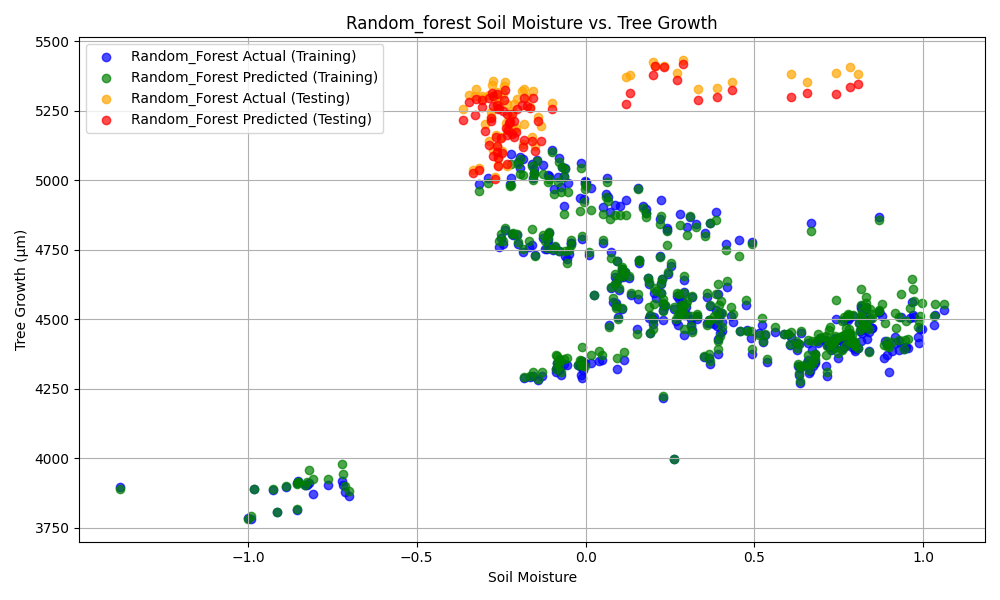 Random_forest Soil Moisture vs. Tree Growth
Random_Forest Actual (Training)
Random_Forest Predicted (Training)
Random_Forest Actual (Testing)
Random_Forest Predicted (Testing)
Tree Growth (μm)
5500
5250
5000
4750
4500
4250
4000
3750
−1.0
−0.5
0.0
0.5
1.0
Soil Moisture